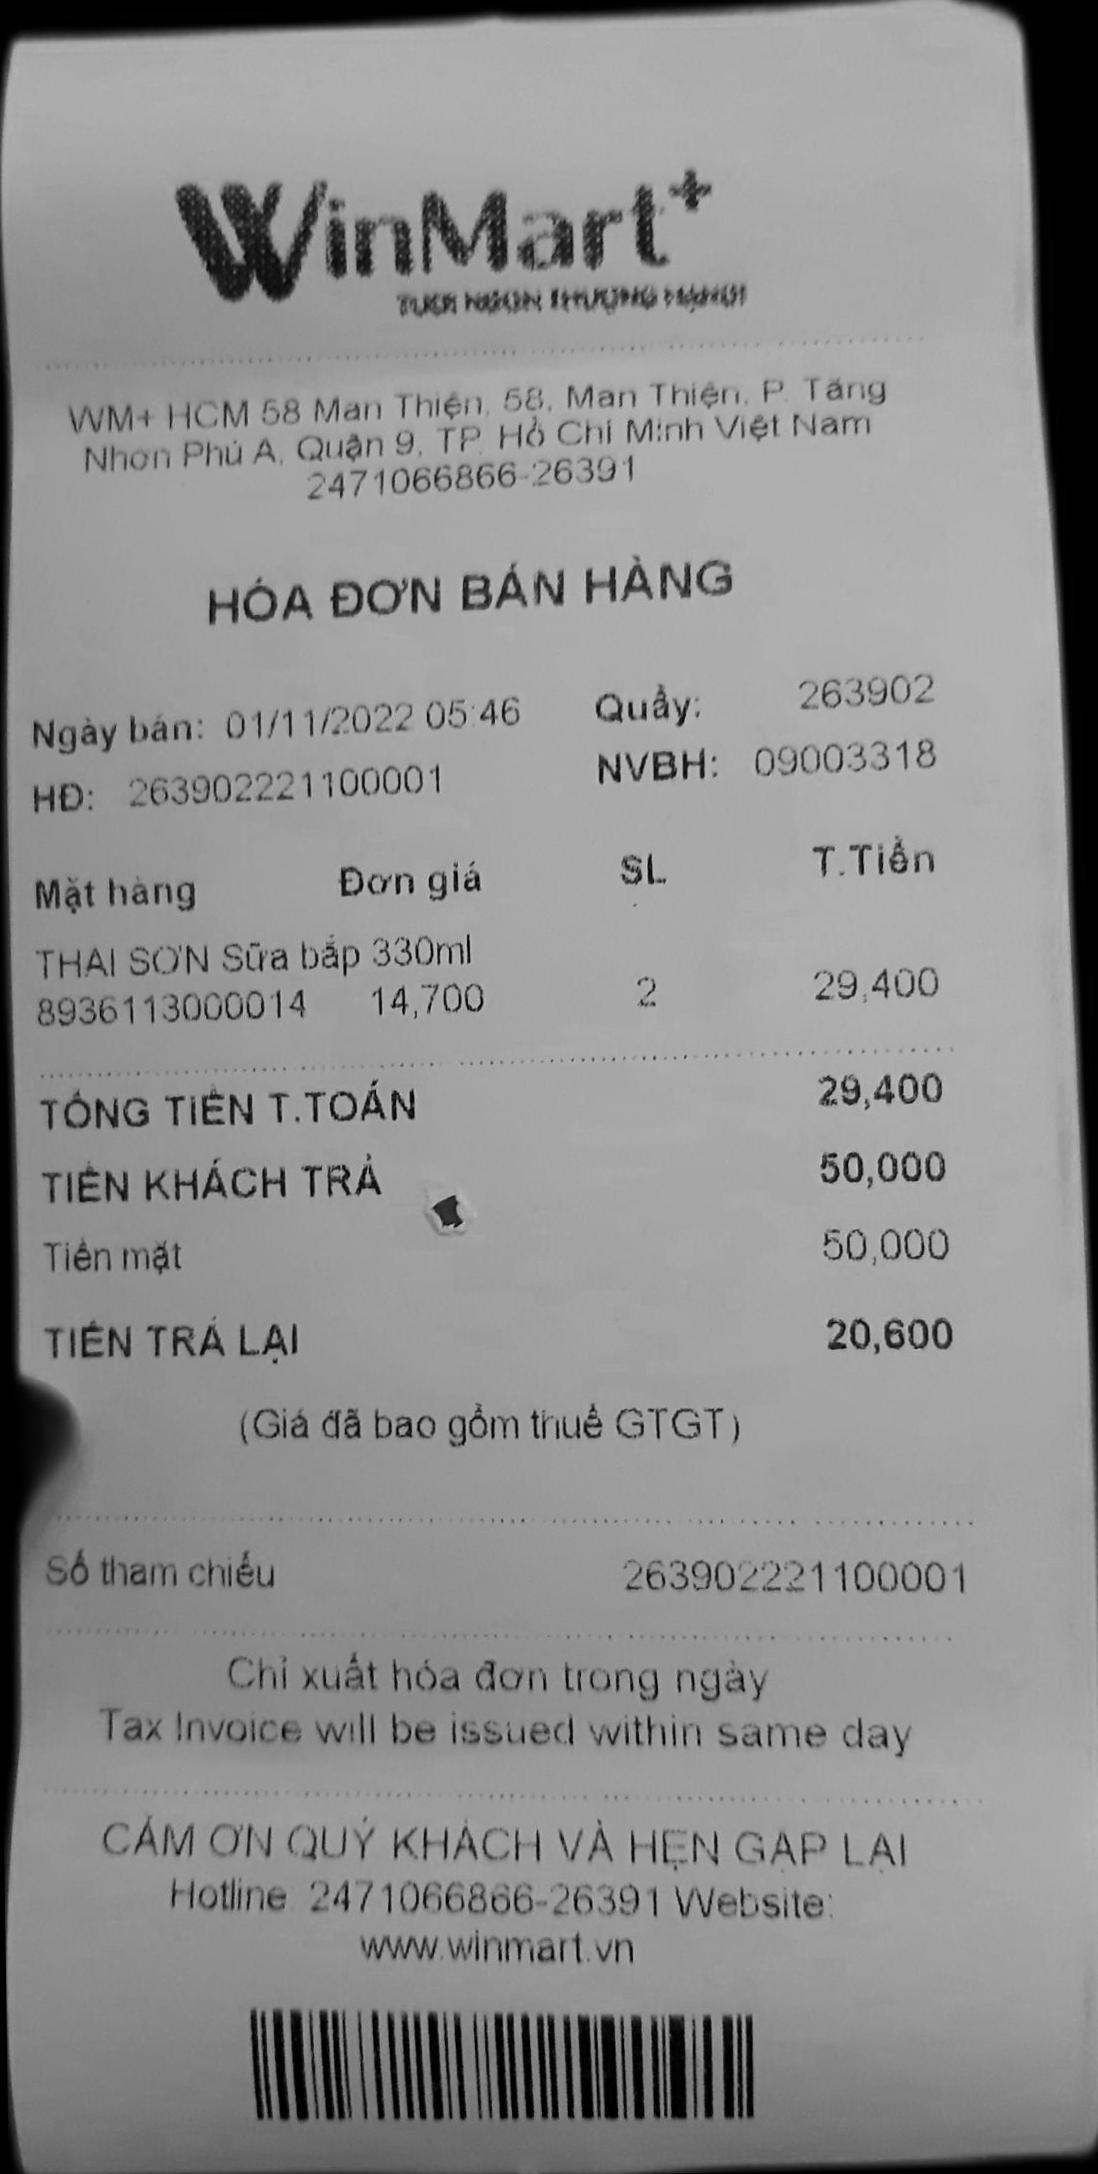 WinMart+
TƯƠI NGON THƯỢNG HẠNG!
WM+ HCM 58 Man Thiện, 58, Man Thiện, P. Tăng
Nhơn Phú A, Quận 9, TP. Hồ Chí Minh Việt Nam
2471066866-26391
HÓA ĐƠN BÁN HÀNG
Ngày bán: 01/11/2022 05:46 Quầy: 263902
HĐ: 263902221100001 NVBH: 09003318
Mặt hàng Đơn giá SL T.Tiền
THAI SƠN Sữa bắp 330ml
8936113000014 14,700 2 29,400
TỔNG TIỀN T.TOÁN 29,400
TIỀN KHÁCH TRẢ 50,000
Tiền mặt 50,000
TIỀN TRẢ LẠI 20,600
(Giá đã bao gồm thuế GTGT)
Số tham chiếu 263902221100001
Chỉ xuất hóa đơn trong ngày
Tax Invoice will be issued within same day
CẢM ƠN QUÝ KHÁCH VÀ HẸN GẶP LẠI
Hotline: 2471066866-26391 Website:
www.winmart.vn